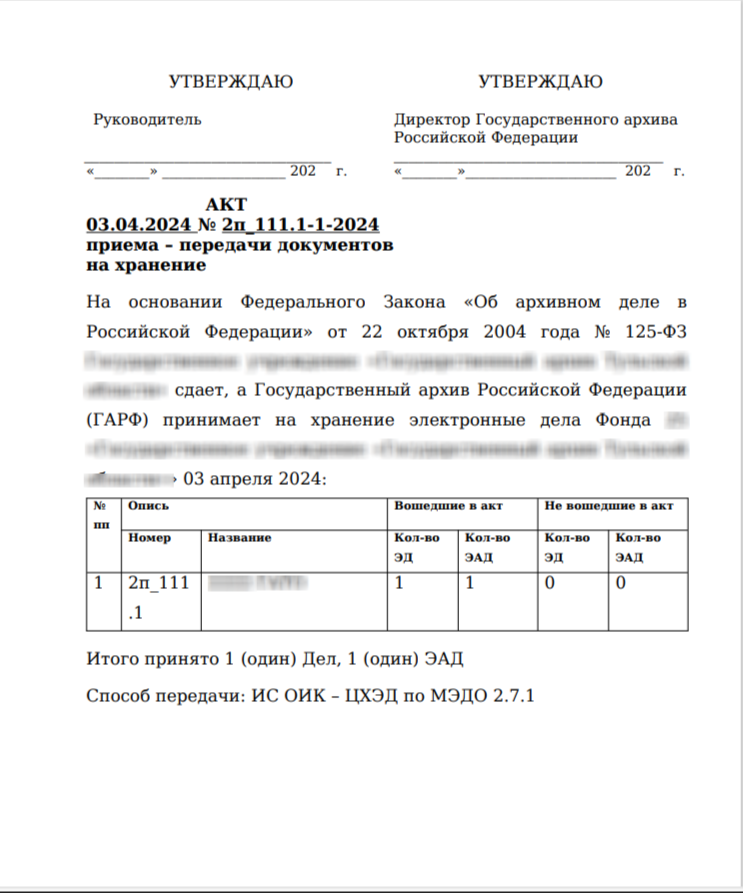 УТВЕРЖДАЮ
Руководитель
«________» __________________ 202 г.
УТВЕРЖДАЮ
Директор Государственного архива
Российской Федерации
«________»______________________ 202 г.
АКТ
03.04.2024 № 2п_111.1-1-2024
приема – передачи документов
на хранение
На основании Федерального Закона «Об архивном деле в
Российской Федерации» от 22 октября 2004 года № 125-ФЗ
сдает, а Государственный архив Российской Федерации
(ГАРФ) принимает на хранение электронные дела Фонда
» 03 апреля 2024:
№ пп Опись Вошедшие в акт Не вошедшие в акт
Номер Название Кол-во ЭД Кол-во ЭАД Кол-во ЭД Кол-во ЭАД
1 2п_111.1 1 1 0 0
Итого принято 1 (один) Дел, 1 (один) ЭАД
Способ передачи: ИС ОИК – ЦХЭД по МЭДО 2.7.1